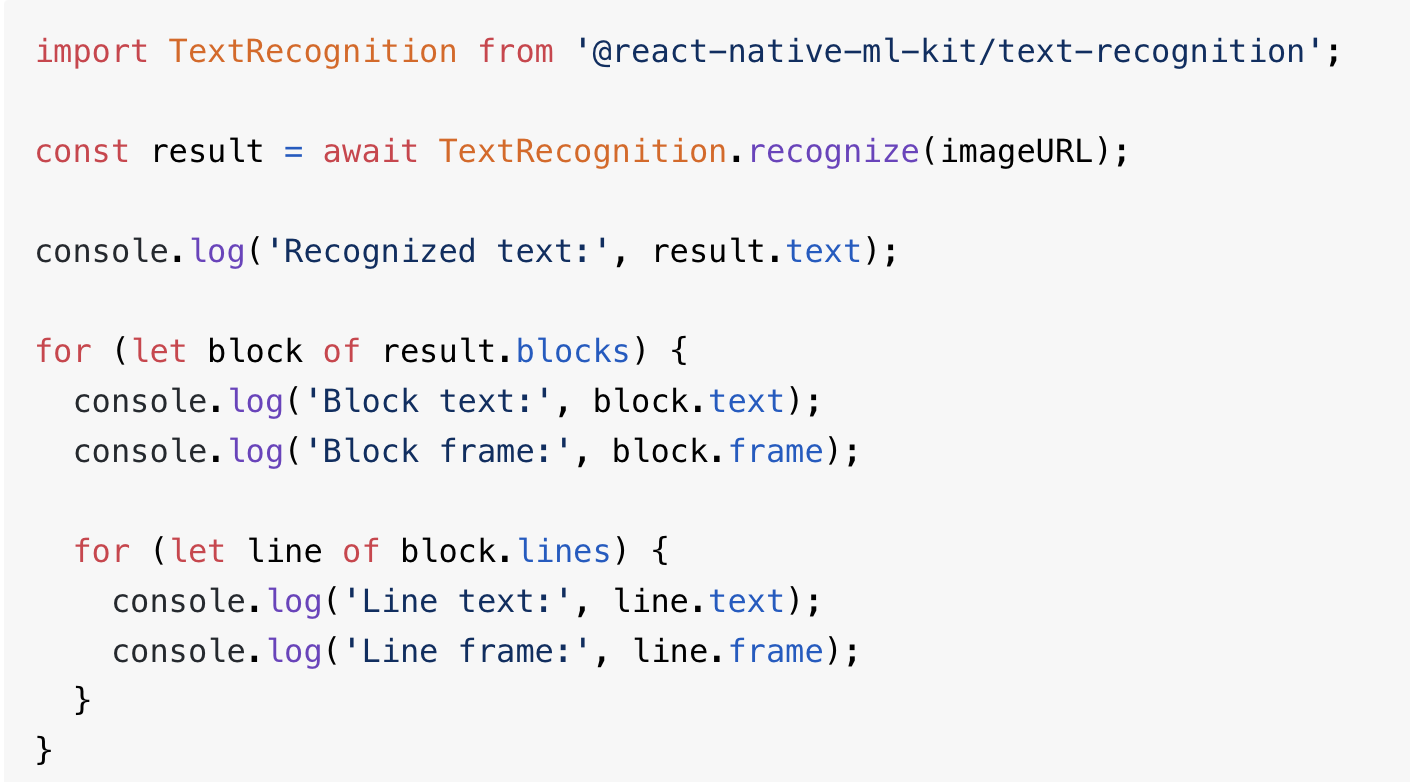 import TextRecognition from '@react-native-ml-kit/text-recognition';

const result = await TextRecognition.recognize(imageURL);

console.log('Recognized text:', result.text);

for (let block of result.blocks) {
  console.log('Block text:', block.text);
  console.log('Block frame:', block.frame);

  for (let line of block.lines) {
    console.log('Line text:', line.text);
    console.log('Line frame:', line.frame);
  }
}